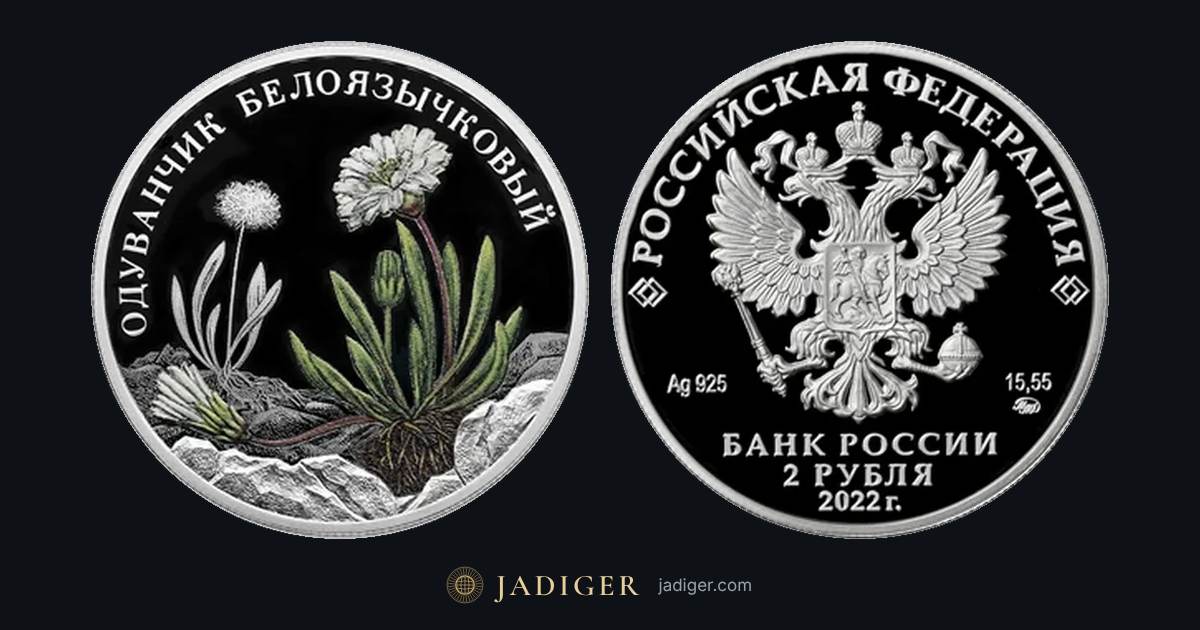 ОДУВАНЧИК БЕЛОЯЗЫЧКОВЫЙ
РОССИЙСКАЯ ФЕДЕРАЦИЯ
Ag 925
15,55
БАНК РОССИИ
2 РУБЛЯ
2022 г.
JADIGER
jadiger.com